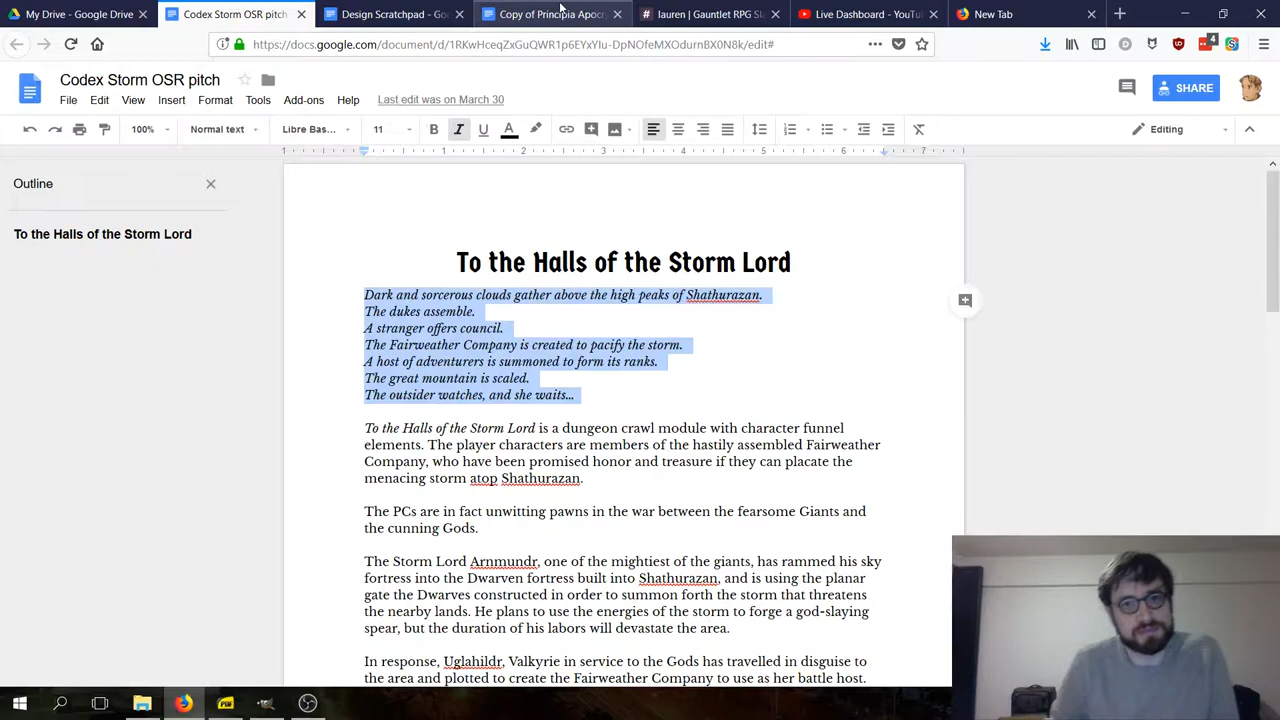 My Drive - Google Drive
Codex Storm OSR pitch
Design Scratchpad - Go
Copy of Principia Apocry
lauren | Gauntlet RPG Sl
Live Dashboard - YouTu
New Tab
https://docs.google.com/document/d/1RKwHceqZxGuQWR1p6EYxYlu-DpNOfeMXOdurnBX0N8k/edit#
4
Codex Storm OSR pitch
File Edit View Insert Format Tools Add-ons Help Last edit was on March 30
SHARE
100% Normal text Libre Bas... 11 B I U A Editing
1 1 2 3 4 5 6 7
Outline
To the Halls of the Storm Lord
To the Halls of the Storm Lord
Dark and sorcerous clouds gather above the high peaks of Shathurazan.
The dukes assemble.
A stranger offers council.
The Fairweather Company is created to pacify the storm.
A host of adventurers is summoned to form its ranks.
The great mountain is scaled.
The outsider watches, and she waits...
To the Halls of the Storm Lord is a dungeon crawl module with character funnel
elements. The player characters are members of the hastily assembled Fairweather
Company, who have been promised honor and treasure if they can placate the
menacing storm atop Shathurazan.
The PCs are in fact unwitting pawns in the war between the fearsome Giants and
the cunning Gods.
The Storm Lord Arnmundr, one of the mightiest of the giants, has rammed his sky
fortress into the Dwarven fortress built into Shathurazan, and is using the planar
gate the Dwarves constructed in order to summon forth the storm that threatens
the nearby lands. He plans to use the energies of the storm to forge a god-slaying
spear, but the duration of his labors will devastate the area.
In response, Uglahildr, Valkyrie in service to the Gods has travelled in disguise to
the area and plotted to create the Fairweather Company to use as her battle host.